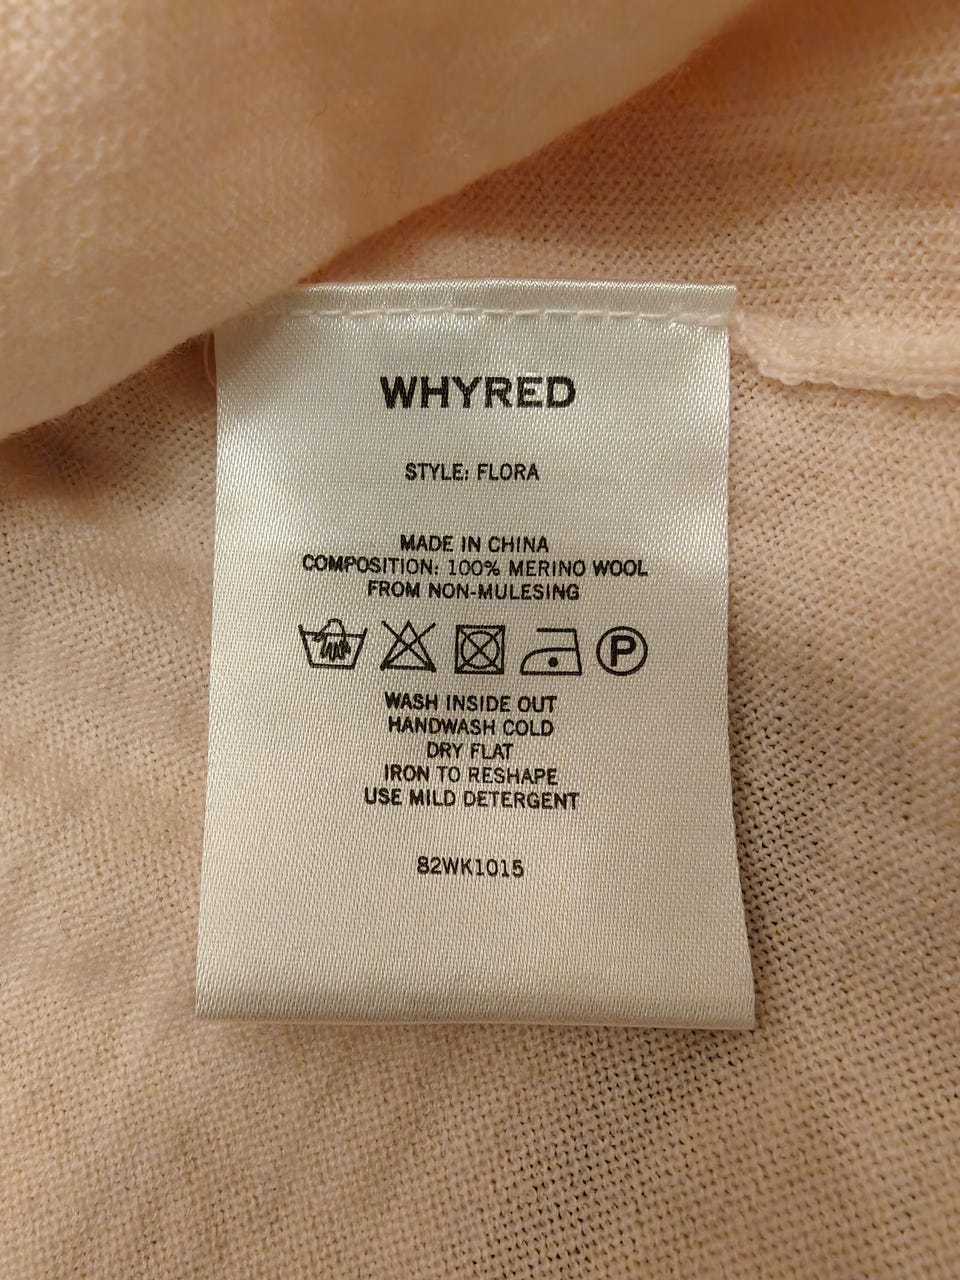 WHYRED
STYLE: FLORA
MADE IN CHINA
COMPOSITION: 100% MERINO WOOL
FROM NON-MULESING
P
WASH INSIDE OUT
HANDWASH COLD
DRY FLAT
IRON TO RESHAPE
USE MILD DETERGENT
82WK1015